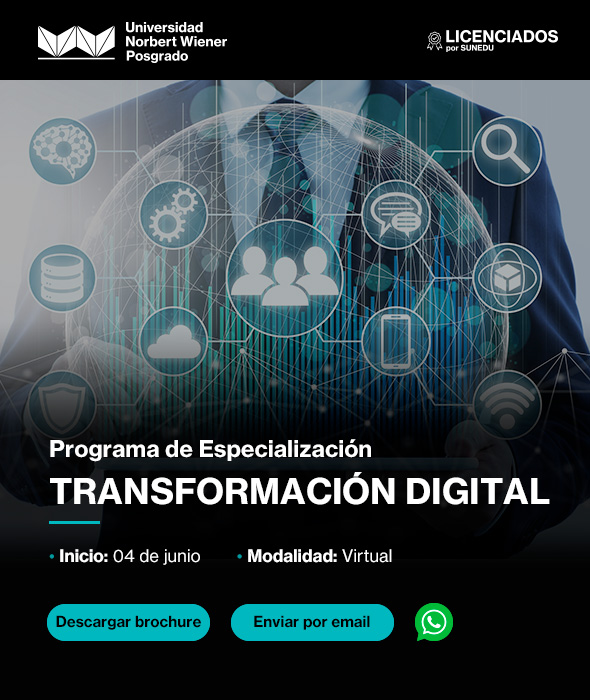 Universidad
Norbert Wiener
Posgrado
LICENCIADOS
por SUNEDU
Programa de Especialización
TRANSFORMACIÓN DIGITAL
• Inicio: 04 de junio • Modalidad: Virtual
Descargar brochure Enviar por email